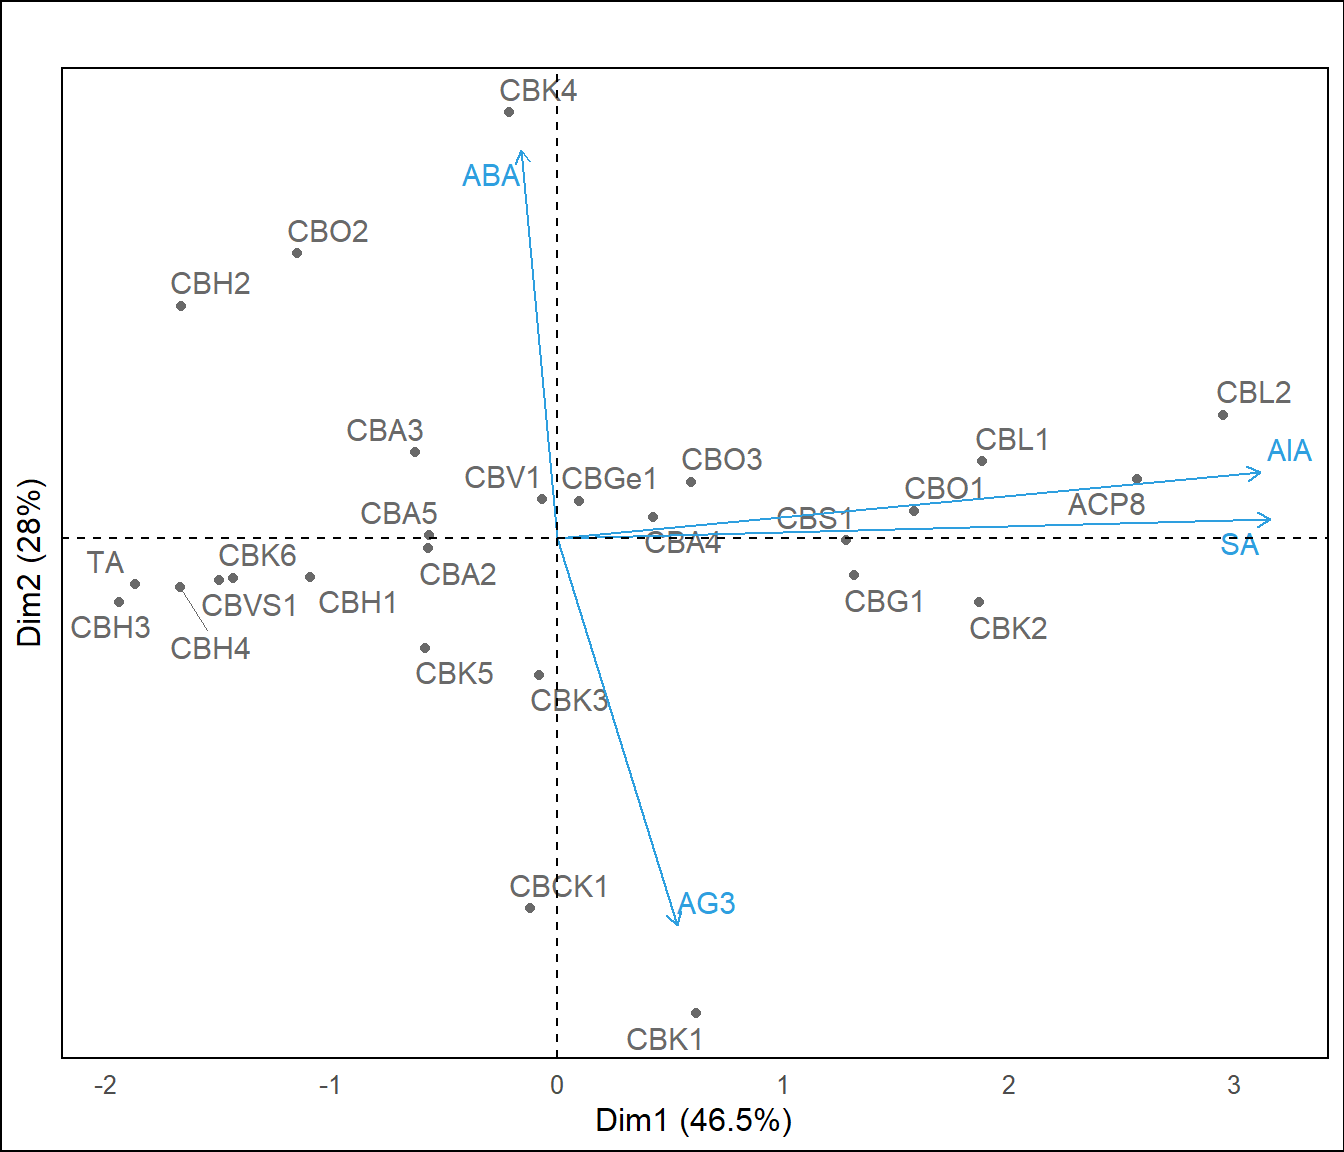 CBK4
ABA
CBO2
CBH2
CBL2
CBA3
CBL1
AIA
CBO3
CBV1
CBGe1
CBO1
ACP8
CBA5
CBS1
CBA4
SA
TA
CBK6
CBA2
CBVS1
CBH1
CBG1
CBH3
CBK2
CBH4
CBK5
CBK3
CBCK1
AG3
CBK1
Dim2 (28%)
-2 -1 0 1 2 3
Dim1 (46.5%)